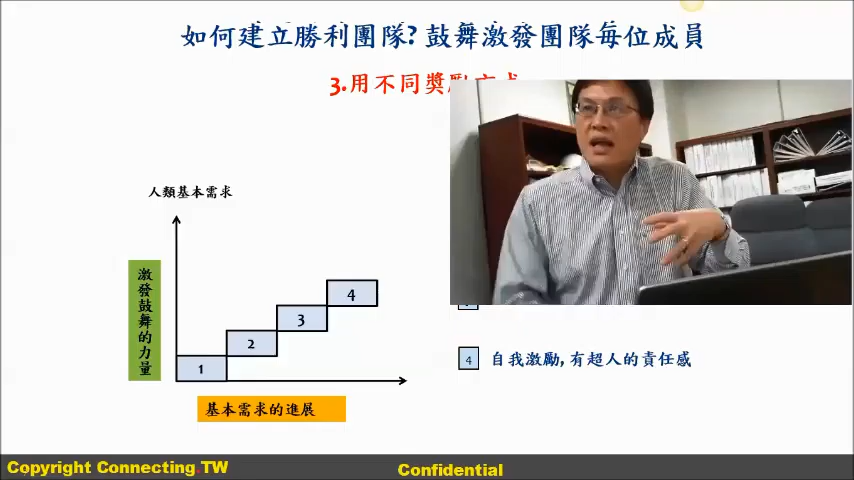 如何建立勝利團隊? 鼓舞激發團隊每位成員
3.用不同獎勵方式
人類基本需求
激發鼓舞的力量
4
3
2
1
4 自我激勵, 有超人的責任感
基本需求的進展
Copyright Connecting.TW
Confidential